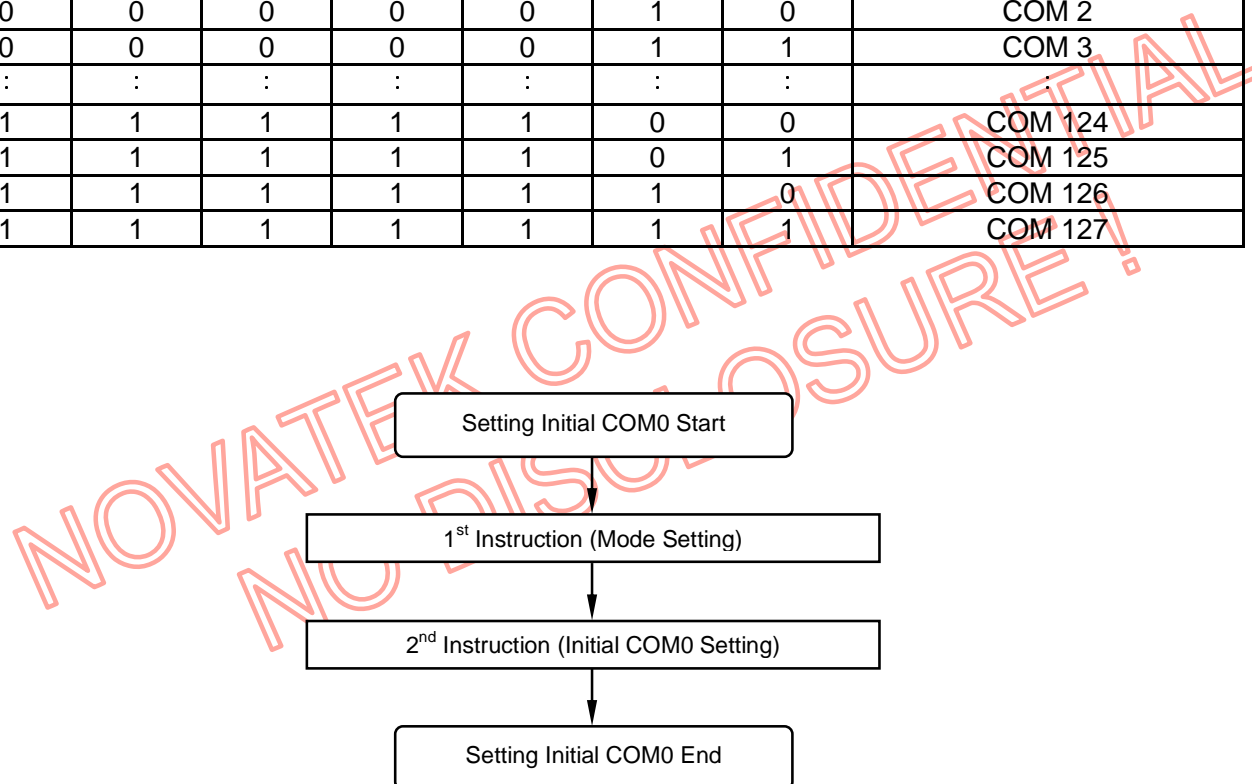 0 0 0 0 0 1 0 COM 2
0 0 0 0 0 1 1 COM 3
: : : : : : : :
1 1 1 1 1 0 0 COM 124
1 1 1 1 1 0 1 COM 125
1 1 1 1 1 1 0 COM 126
1 1 1 1 1 1 1 COM 127
NOVATEK CONFIDENTIAL
NO DISCLOSURE !
Setting Initial COM0 Start
1st Instruction (Mode Setting)
2nd Instruction (Initial COM0 Setting)
Setting Initial COM0 End